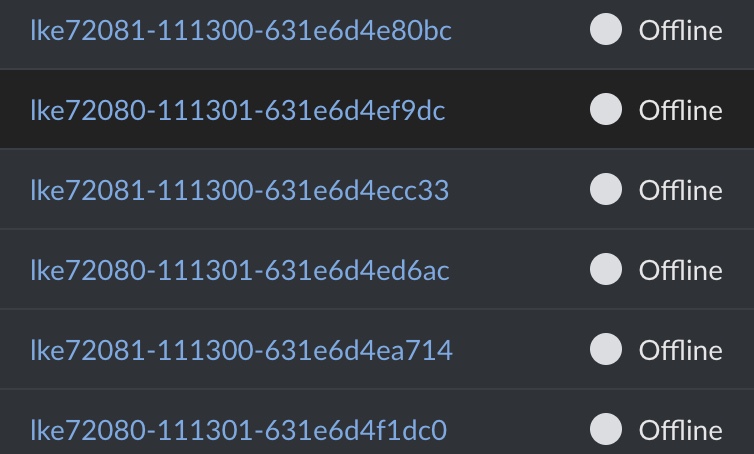 lke72081-111300-631e6d4e80bc Offline
lke72080-111301-631e6d4ef9dc Offline
lke72081-111300-631e6d4ecc33 Offline
lke72080-111301-631e6d4ed6ac Offline
lke72081-111300-631e6d4ea714 Offline
lke72080-111301-631e6d4f1dc0 Offline